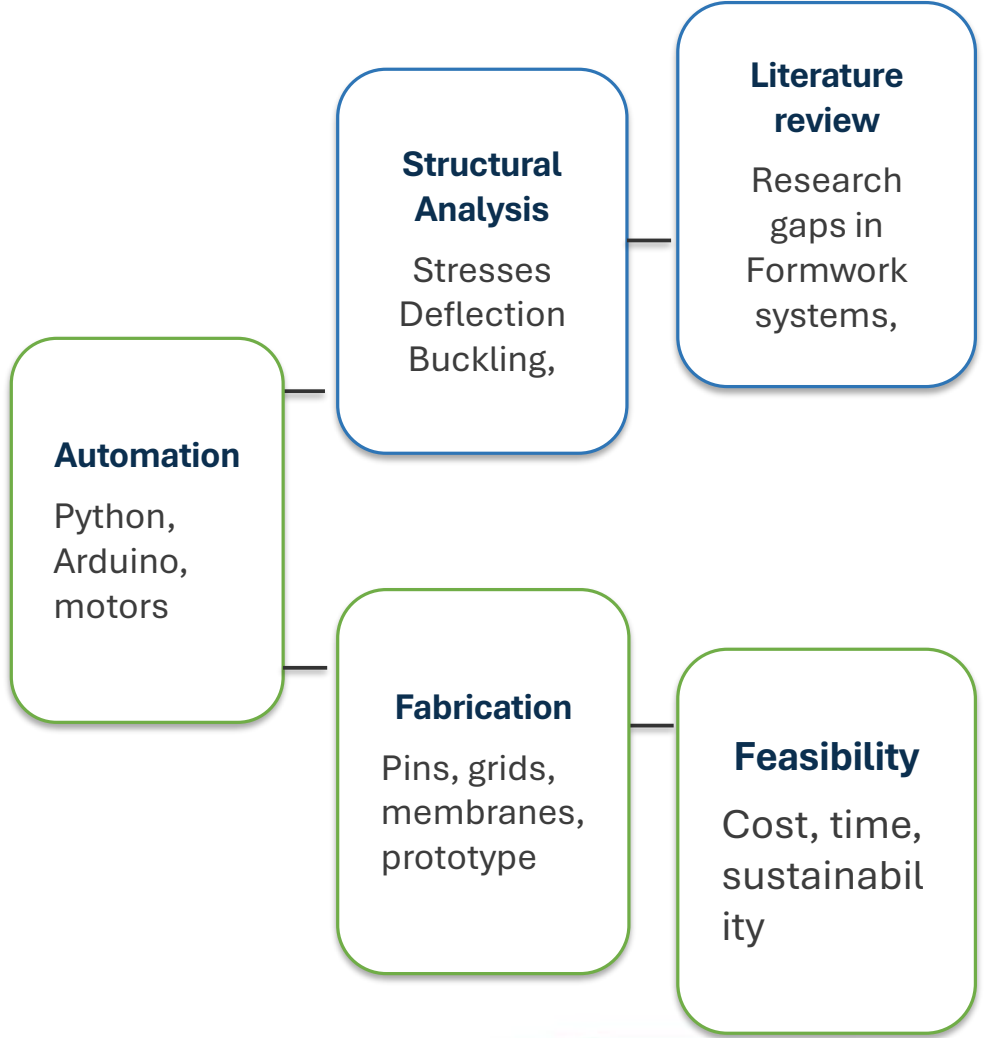 Literature
review
Research
gaps in
Formwork
systems,
Structural
Analysis
Stresses
Deflection
Buckling,
Automation
Python,
Arduino,
motors
Fabrication
Pins, grids,
membranes,
prototype
Feasibility
Cost, time,
sustainabil
ity